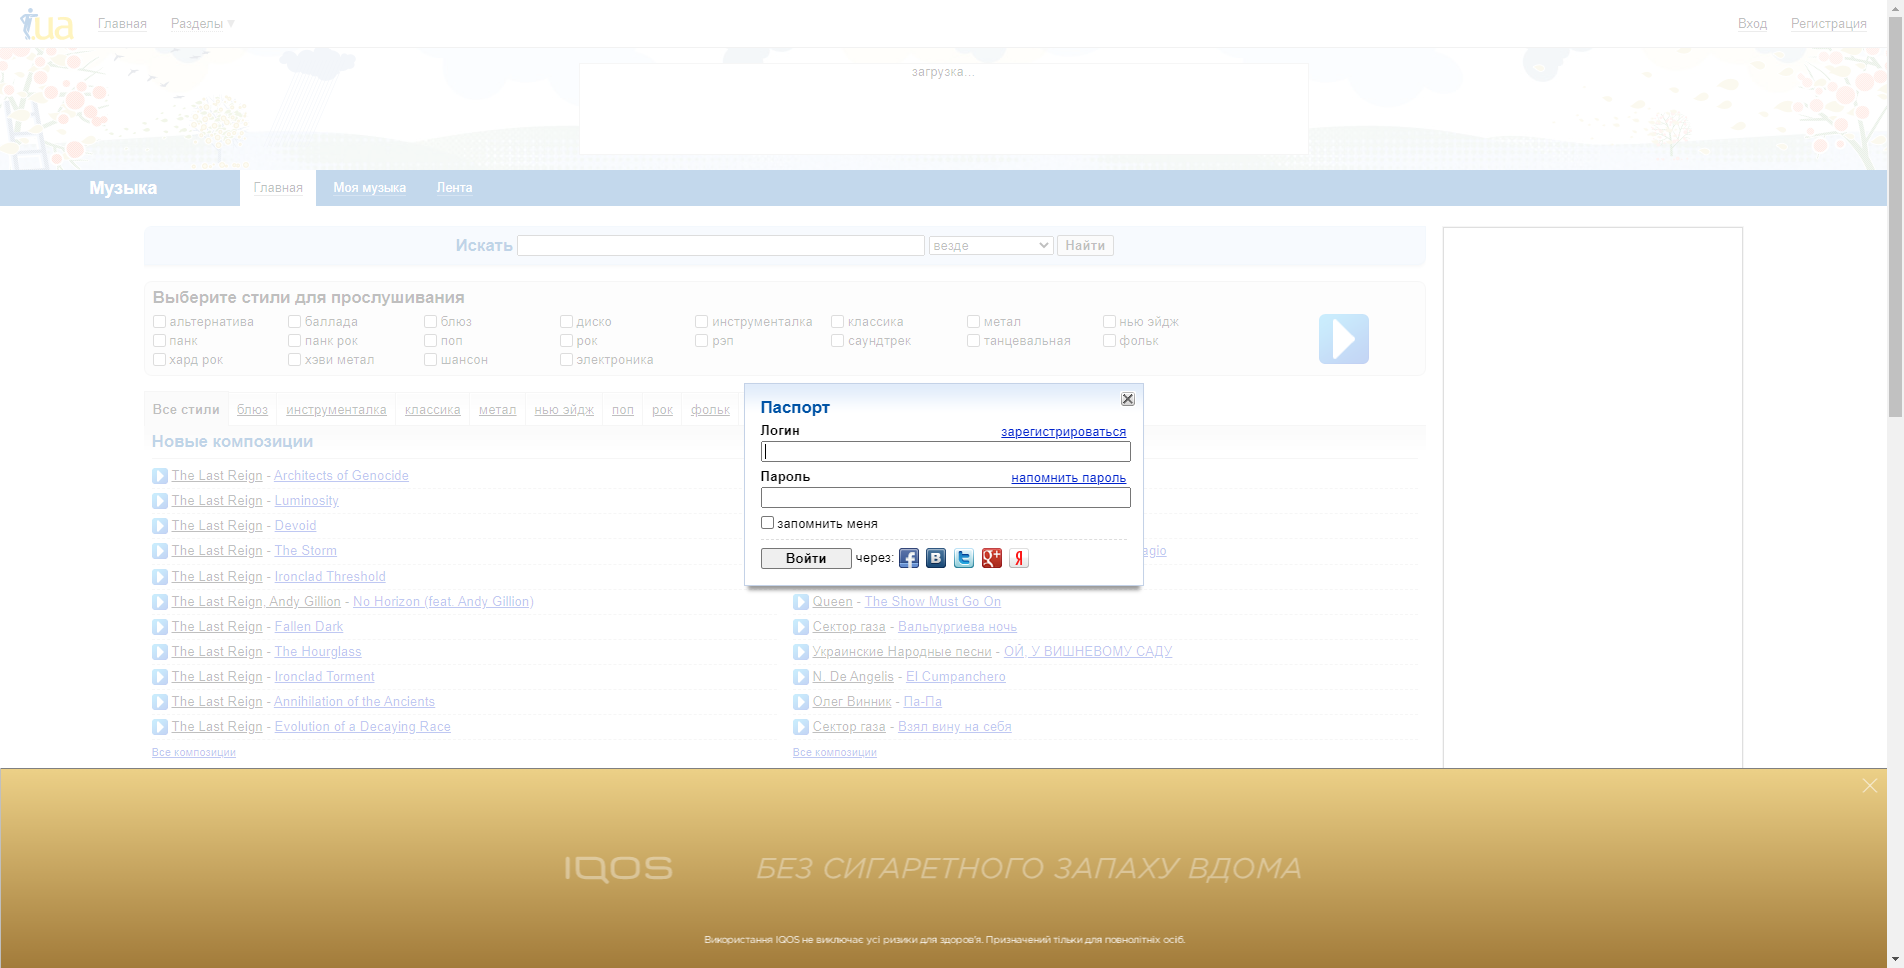 i.ua Главная Разделы Вход Регистрация
загрузка...
Музыка Главная Моя музыка Лента
Искать везде Найти
Выберите стили для прослушивания
альтернатива баллада блюз диско инструменталка классика метал нью эйдж
панк панк рок поп рок рэп саундтрек танцевальная фольк
хард рок хэви метал шансон электроника
Все стили блюз инструменталка классика метал нью эйдж поп рок фольк
Новые композиции
The Last Reign - Architects of Genocide
The Last Reign - Luminosity
The Last Reign - Devoid
The Last Reign - The Storm
The Last Reign - Ironclad Threshold
The Last Reign, Andy Gillion - No Horizon (feat. Andy Gillion)
The Last Reign - Fallen Dark
The Last Reign - The Hourglass
The Last Reign - Ironclad Torment
The Last Reign - Annihilation of the Ancients
The Last Reign - Evolution of a Decaying Race
Все композиции
Паспорт
Логин зарегистрироваться
Пароль напомнить пароль
запомнить меня
Войти через:
agio
Queen - The Show Must Go On
Сектор газа - Вальпургиева ночь
Украинские Народные песни - ОЙ, У ВИШНЕВОМУ САДУ
N. De Angelis - El Cumpanchero
Олег Винник - Па-Па
Сектор газа - Взял вину на себя
Все композиции
IQOS БЕЗ СИГАРЕТНОГО ЗАПАХУ ВДОМА
Використання IQOS не виключає усі ризики для здоров'я. Призначений тільки для повнолітніх осіб.